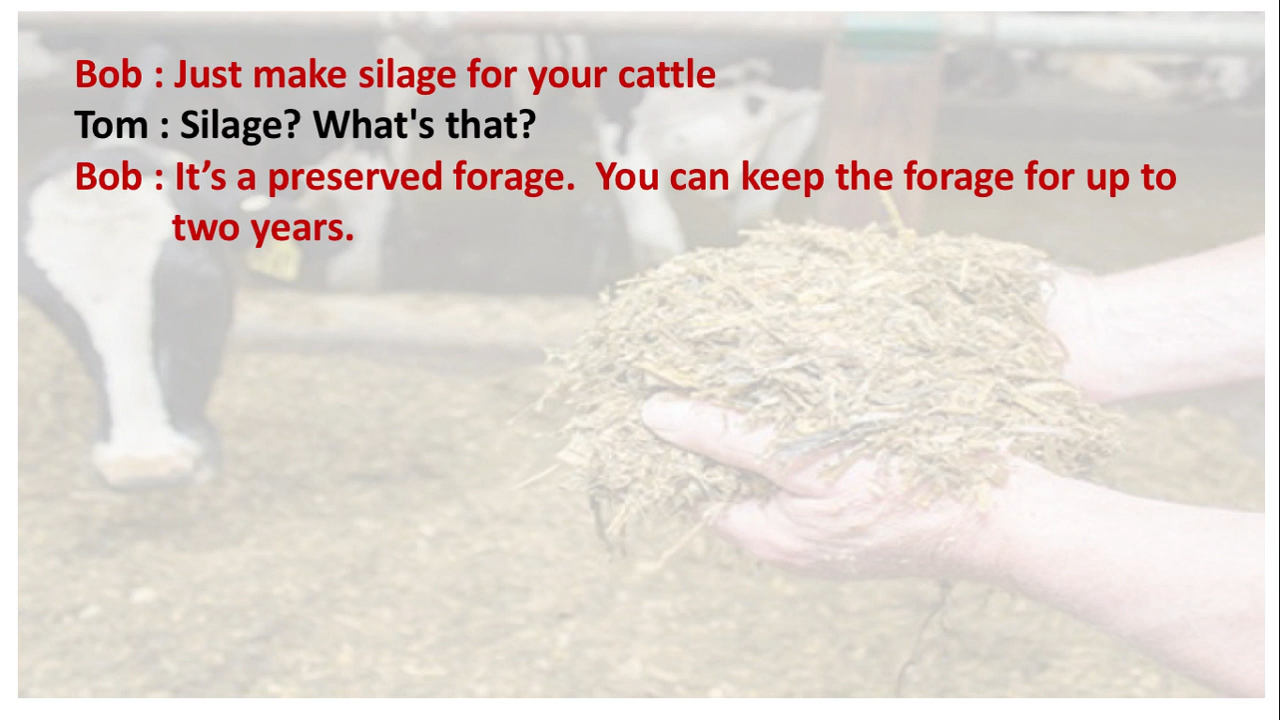 Bob : Just make silage for your cattle
Tom : Silage? What's that?
Bob : It’s a preserved forage.  You can keep the forage for up to
two years.